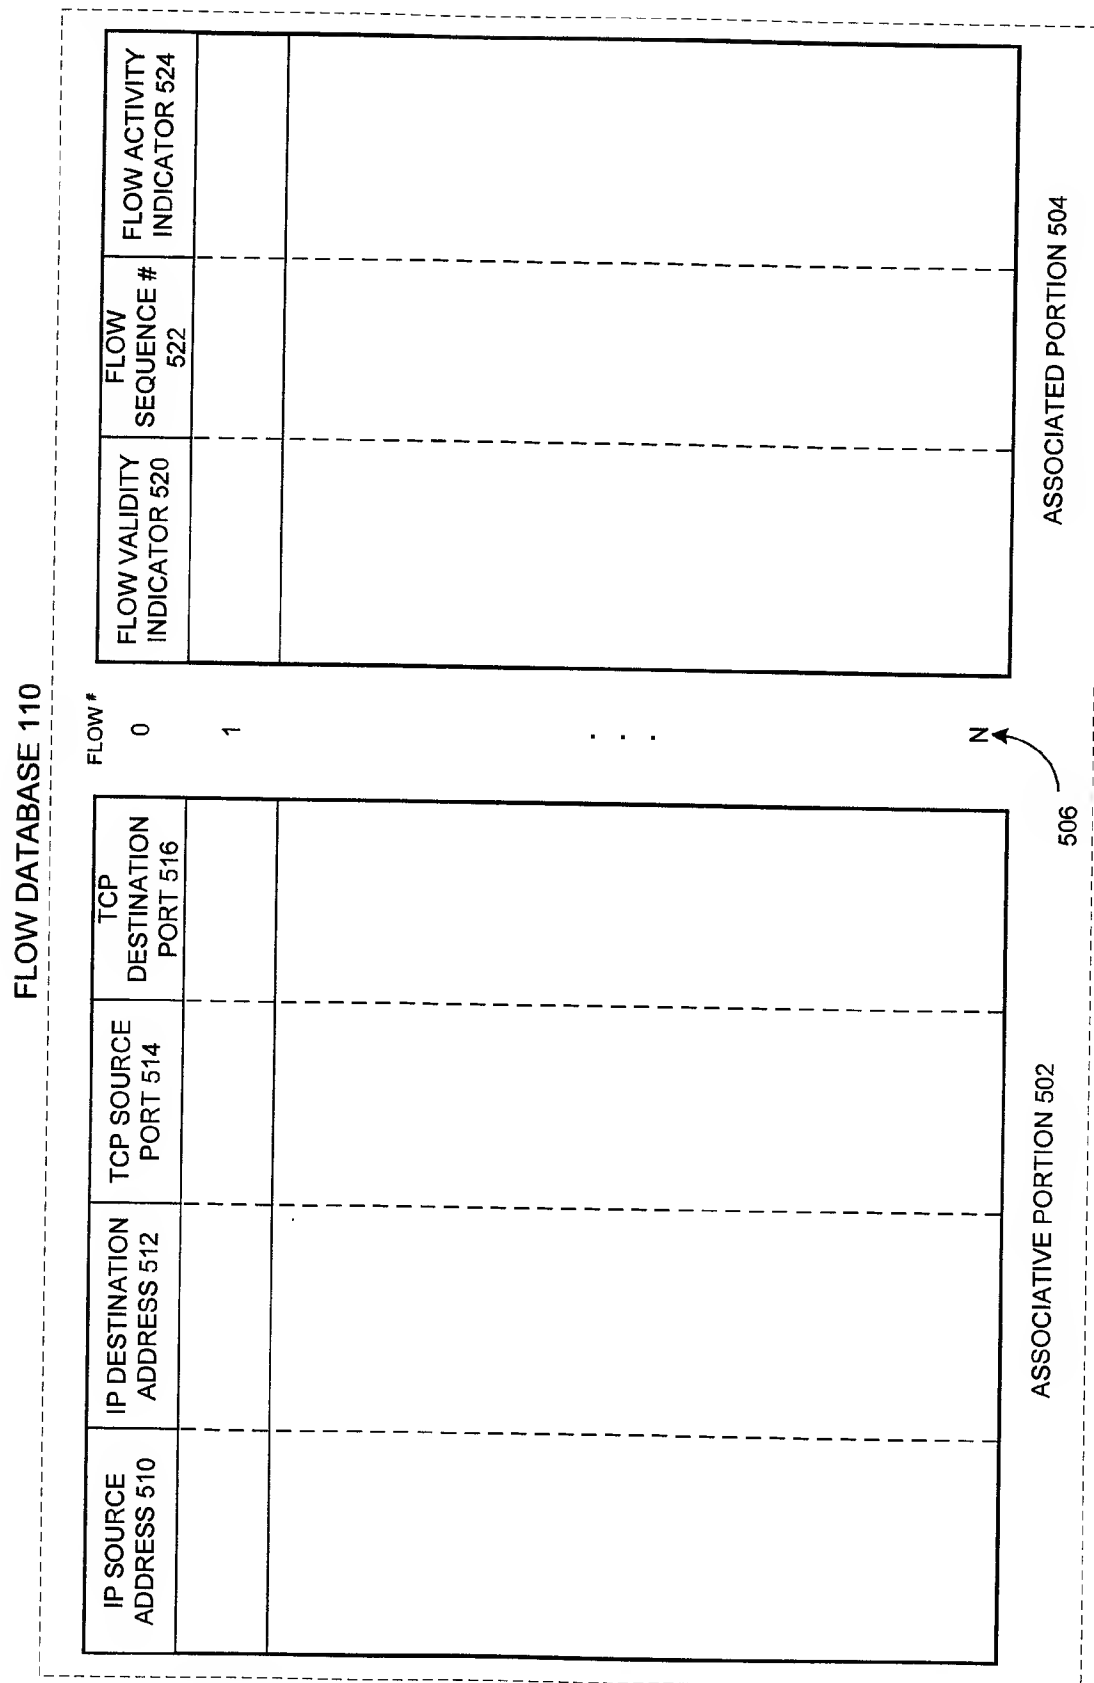 FLOW DATABASE 110
IP SOURCE
ADDRESS 510
IP DESTINATION
ADDRESS 512
TCP SOURCE
PORT 514
TCP
DESTINATION
PORT 516
FLOW #
0
1
. . .
N
506
FLOW VALIDITY
INDICATOR 520
FLOW
SEQUENCE #
522
FLOW ACTIVITY
INDICATOR 524
ASSOCIATIVE PORTION 502
ASSOCIATED PORTION 504